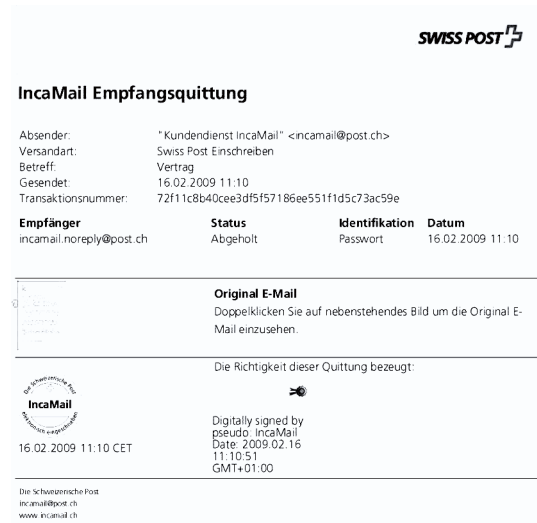 SWISS POST
IncaMail Empfangsquittung
Absender: "Kundendienst IncaMail" <incamail@post.ch>
Versandart: Swiss Post Einschreiben
Betreff: Vertrag
Gesendet: 16.02.2009 11:10
Transaktionsnummer: 72f11c8b40cee3df5f57186ee551f1d5c73ac59e
Empfänger Status Identifikation Datum
incamail.noreply@post.ch Abgeholt Passwort 16.02.2009 11:10
Original E-Mail
Doppelklicken Sie auf nebenstehendes Bild um die Original E-
Mail einzusehen.
Die Richtigkeit dieser Quittung bezeugt:
Die Schweizerische Post
IncaMail
elektronisch eingeschrieben
16.02.2009 11:10 CET
Digitally signed by
pseudo: IncaMail
Date: 2009.02.16
11:10:51
GMT+01:00
Die Schweizerische Post
incamail@post.ch
www.incamail.ch